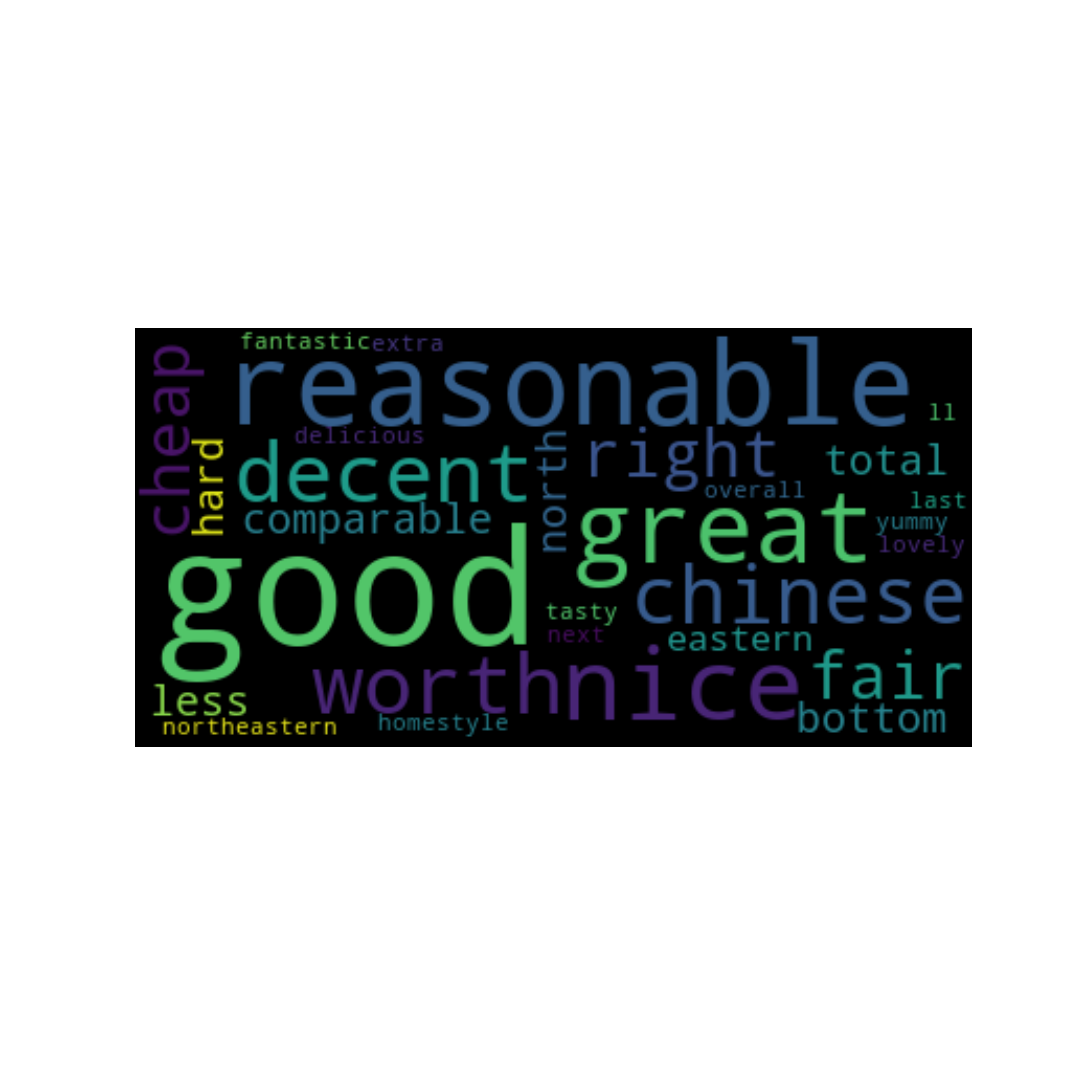 fantastic extra
reasonable
cheap
hard
ll
delicious
decent
north
right
total
comparable
overall
last
great
yummy
lovely
good
chinese
tasty
next
eastern
worth nice
fair
less
bottom
northeastern
homestyle